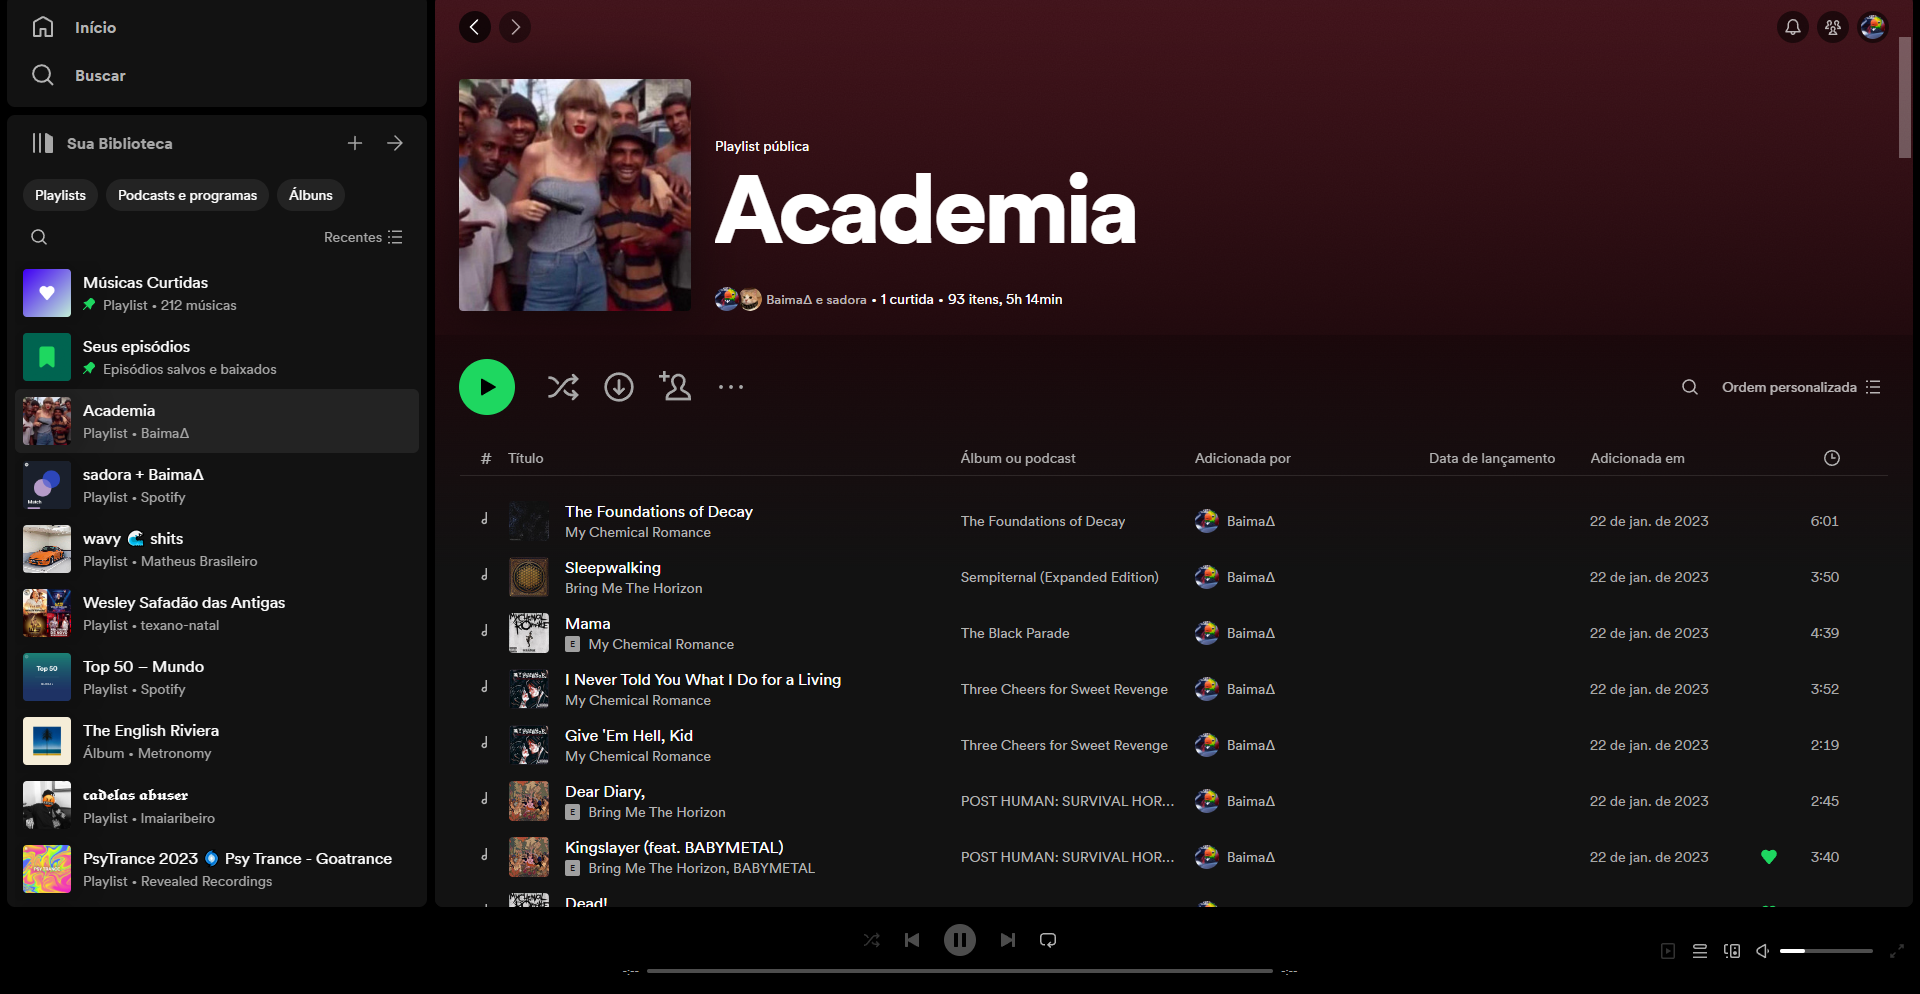 Início
Buscar
Sua Biblioteca
Playlists
Podcasts e programas
Álbuns
Recentes
Músicas Curtidas
Playlist • 212 músicas
Seus episódios
Episódios salvos e baixados
Academia
Playlist • BaimaΔ
sadora + BaimaΔ
Playlist • Spotify
wavy 🌊 shits
Playlist • Matheus Brasileiro
Wesley Safadão das Antigas
Playlist • texano-natal
Top 50
Top 50 – Mundo
Playlist • Spotify
The English Riviera
Álbum • Metronomy
𝖈𝖆𝖉𝖊𝖑𝖆𝖘 𝖆𝖇𝖚𝖘𝖊𝖗
Playlist • Imaiaribeiro
PsyTrance 2023 🧿 Psy Trance - Goatrance
Playlist • Revealed Recordings
Playlist pública
Academia
BaimaΔ e sadora • 1 curtida • 93 itens, 5h 14min
Ordem personalizada
# Título Álbum ou podcast Adicionada por Data de lançamento Adicionada em
The Foundations of Decay
My Chemical Romance
The Foundations of Decay BaimaΔ 22 de jan. de 2023 6:01
Sleepwalking
Bring Me The Horizon
Sempiternal (Expanded Edition) BaimaΔ 22 de jan. de 2023 3:50
Mama
E My Chemical Romance
The Black Parade BaimaΔ 22 de jan. de 2023 4:39
I Never Told You What I Do for a Living
My Chemical Romance
Three Cheers for Sweet Revenge BaimaΔ 22 de jan. de 2023 3:52
Give 'Em Hell, Kid
My Chemical Romance
Three Cheers for Sweet Revenge BaimaΔ 22 de jan. de 2023 2:19
Dear Diary,
E Bring Me The Horizon
POST HUMAN: SURVIVAL HOR... BaimaΔ 22 de jan. de 2023 2:45
Kingslayer (feat. BABYMETAL)
E Bring Me The Horizon, BABYMETAL
POST HUMAN: SURVIVAL HOR... BaimaΔ 22 de jan. de 2023 3:40
Dead!
-:--
-:--